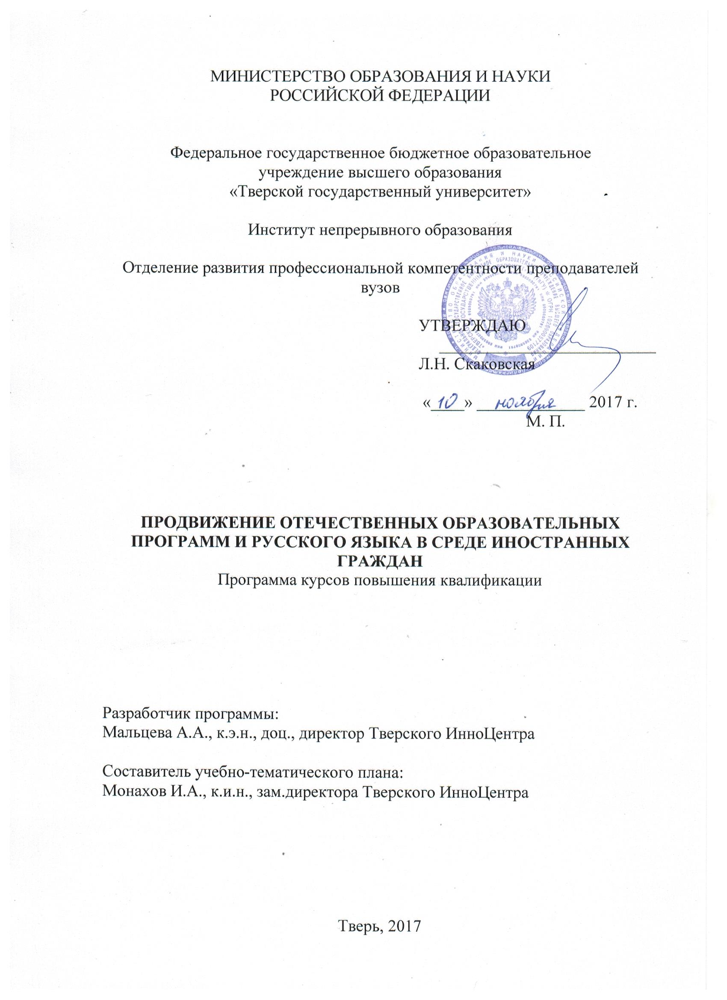 МИНИСТЕРСТВО ОБРАЗОВАНИЯ И НАУКИ
РОССИЙСКОЙ ФЕДЕРАЦИИ
Федеральное государственное бюджетное образовательное
учреждение высшего образования
«Тверской государственный университет»
Институт непрерывного образования
Отделение развития профессиональной компетентности преподавателей
вузов
УТВЕРЖДАЮ
Л.Н. Скаковская
«10» ноября 2017 г.
М. П.
ПРОДВИЖЕНИЕ ОТЕЧЕСТВЕННЫХ ОБРАЗОВАТЕЛЬНЫХ
ПРОГРАММ И РУССКОГО ЯЗЫКА В СРЕДЕ ИНОСТРАННЫХ
ГРАЖДАН
Программа курсов повышения квалификации
Разработчик программы:
Мальцева А.А., к.э.н., доц., директор Тверского ИнноЦентра
Составитель учебно-тематического плана:
Монахов И.А., к.и.н., зам.директора Тверского ИнноЦентра
Тверь, 2017